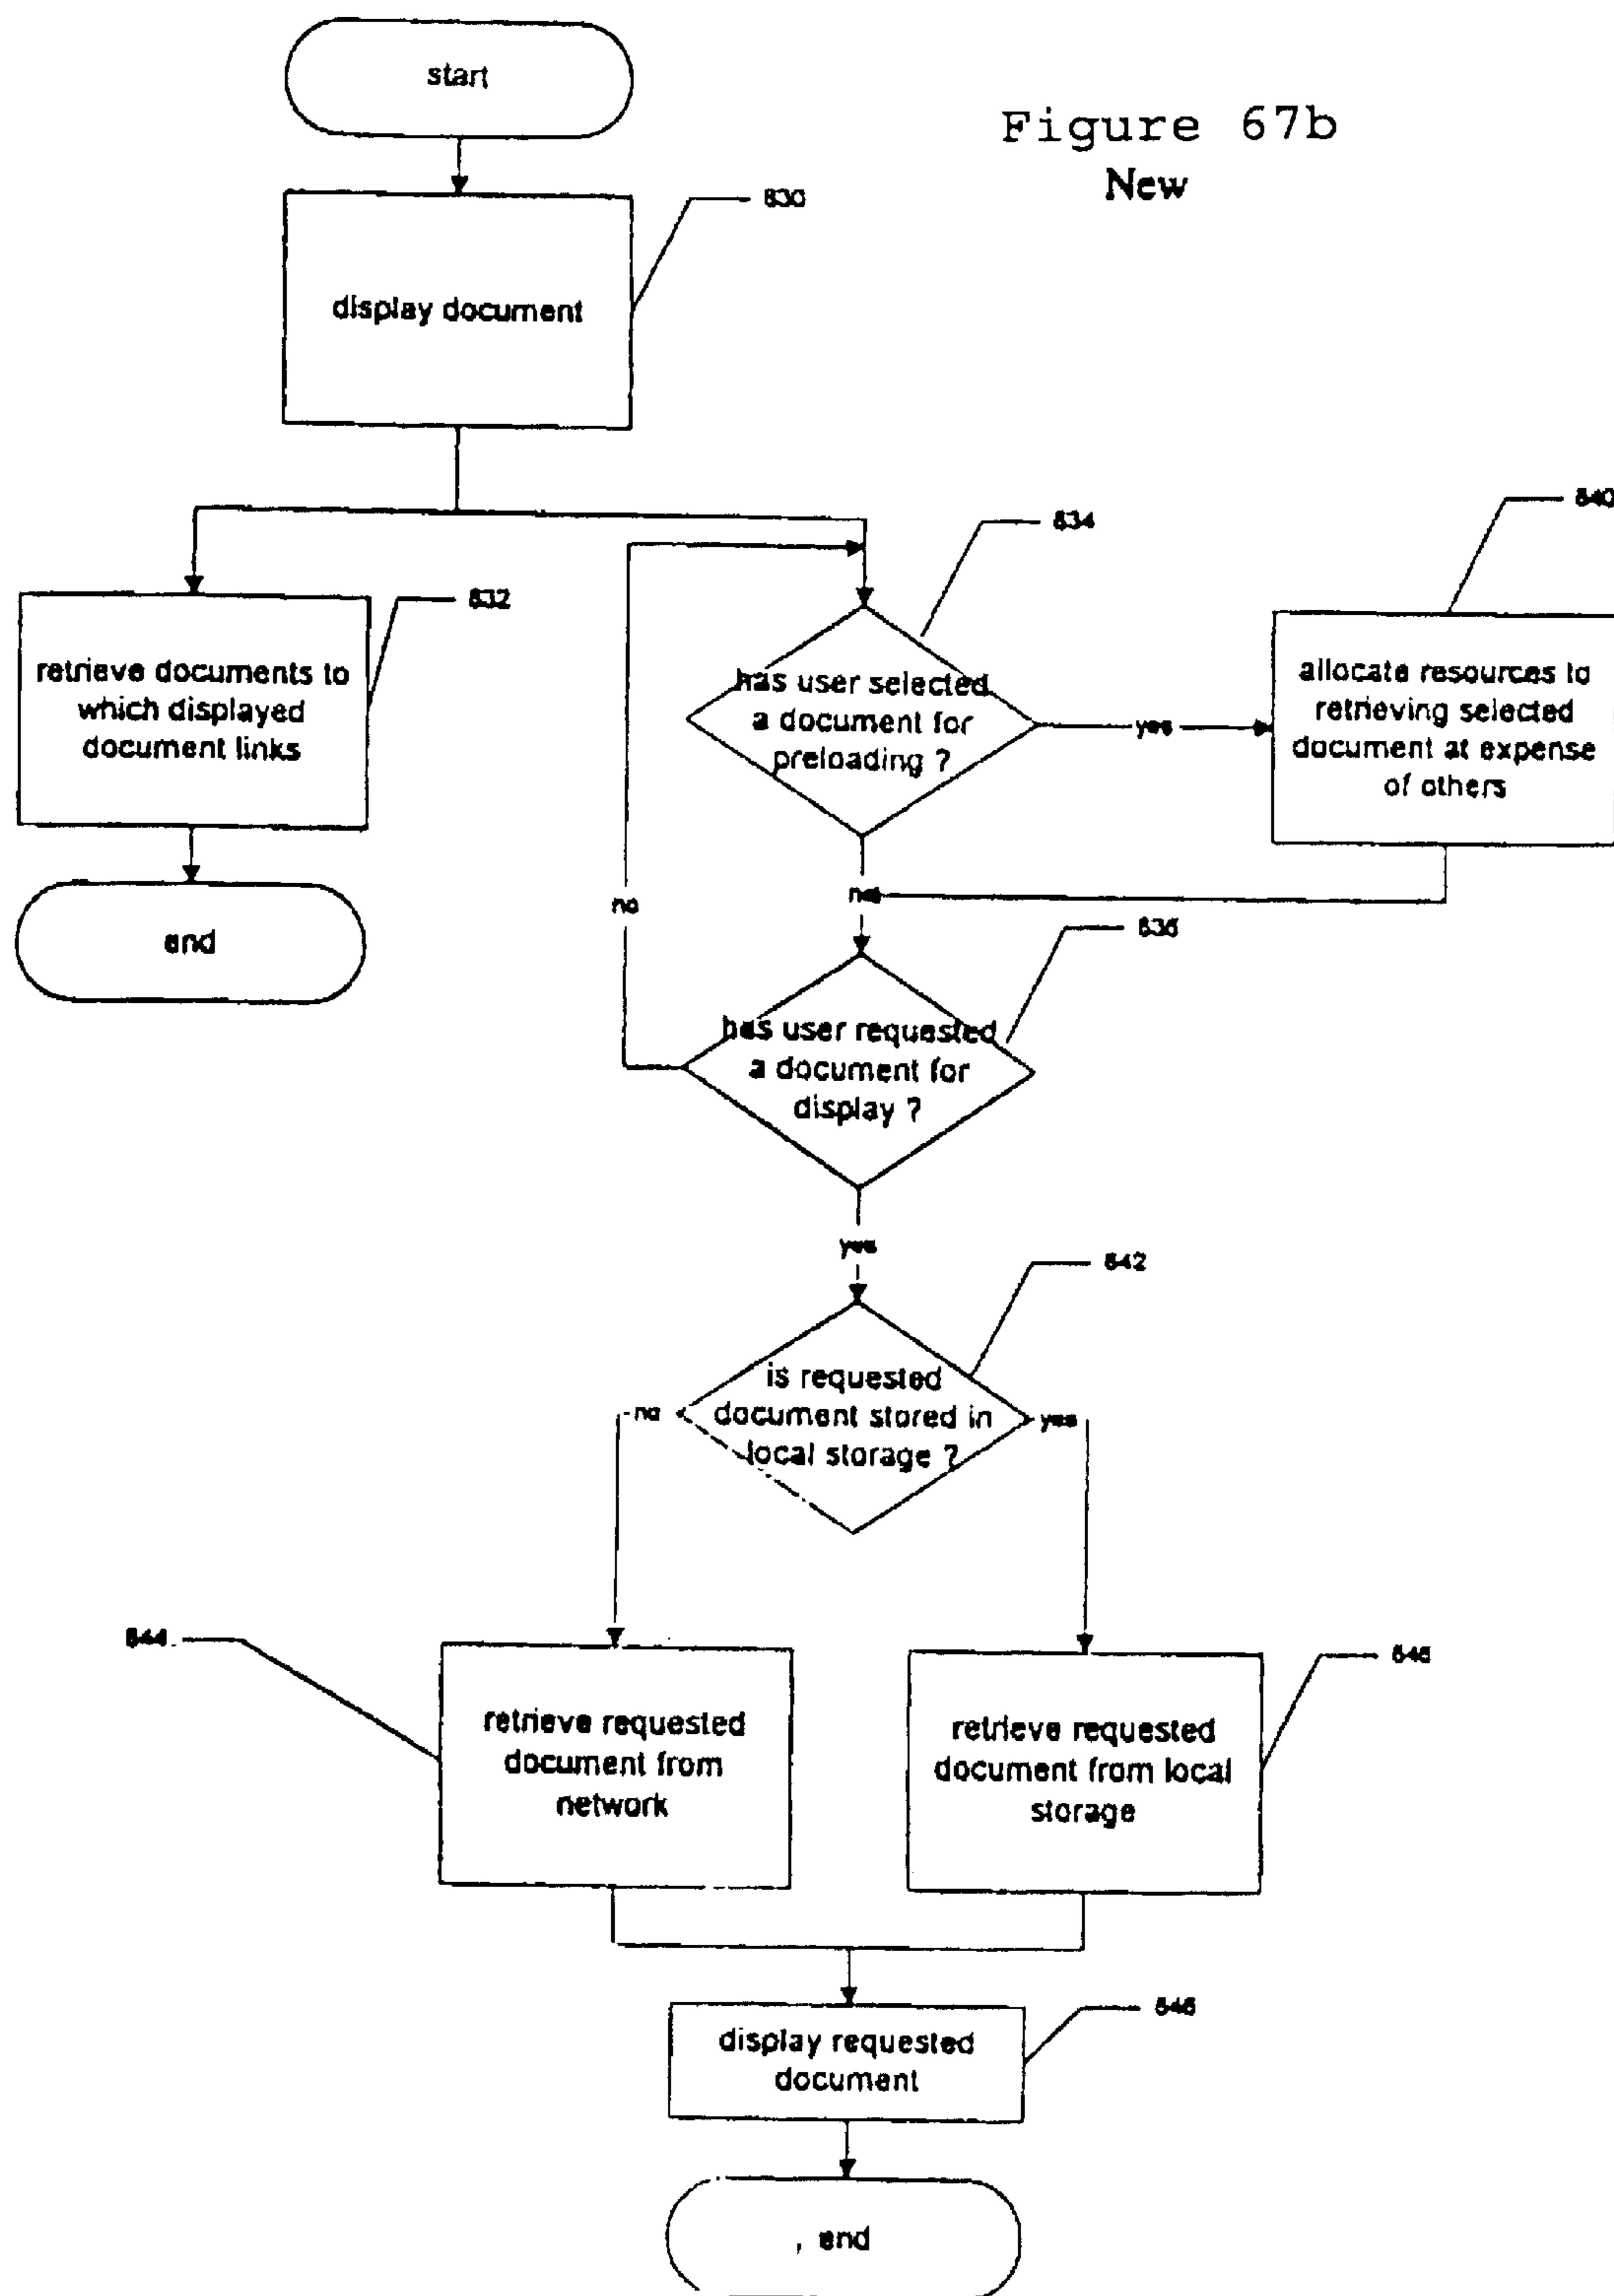 start
Figure 67b
New
830
display document
834
840
832
retrieve documents to
which displayed
document links
has user selected
a document for
preloading ?
yes
allocate resources to
retrieving selected
document at expense
of others
no
no
end
836
has user requested
a document for
display ?
yes
842
is requested
document stored in
local storage ?
no
yes
844
retrieve requested
document from
network
retrieve requested
document from local
storage
display requested
document
end